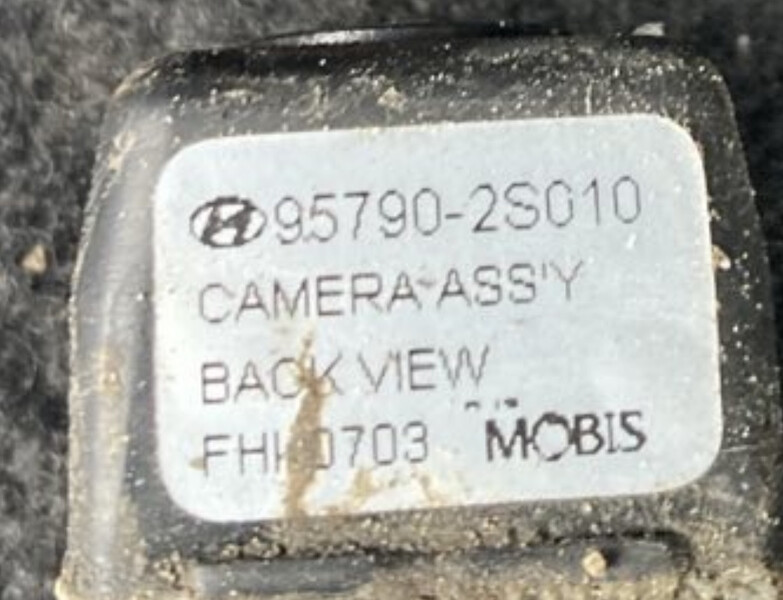 95790-2S010
CAMERA ASS'Y
BACK VIEW
MOBIS